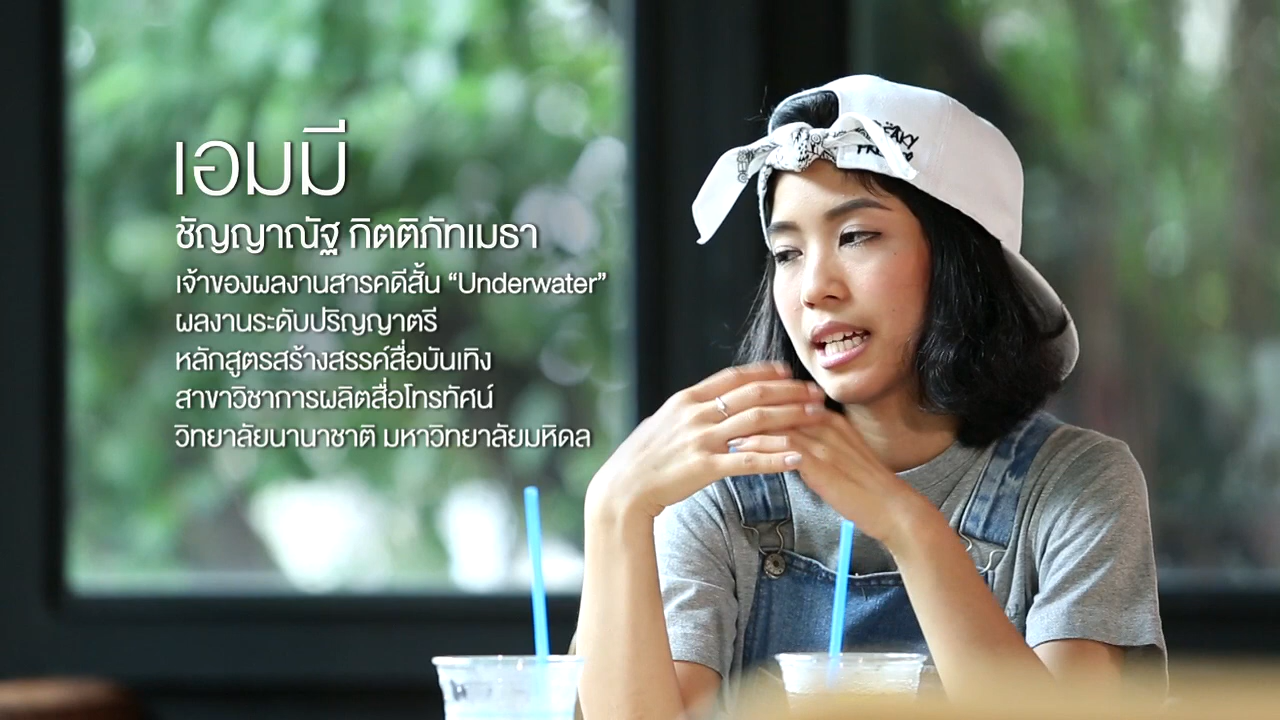 เอมมี
ชัญญาณัฐ กิตติภัทเมธา
เจ้าของผลงานสารคดีสั้น “Underwater”
ผลงานระดับปริญญาตรี
หลักสูตรสร้างสรรค์สื่อบันเทิง
สาขาวิชาการผลิตสื่อโทรทัศน์
วิทยาลัยนานาชาติ มหาวิทยาลัยมหิดล